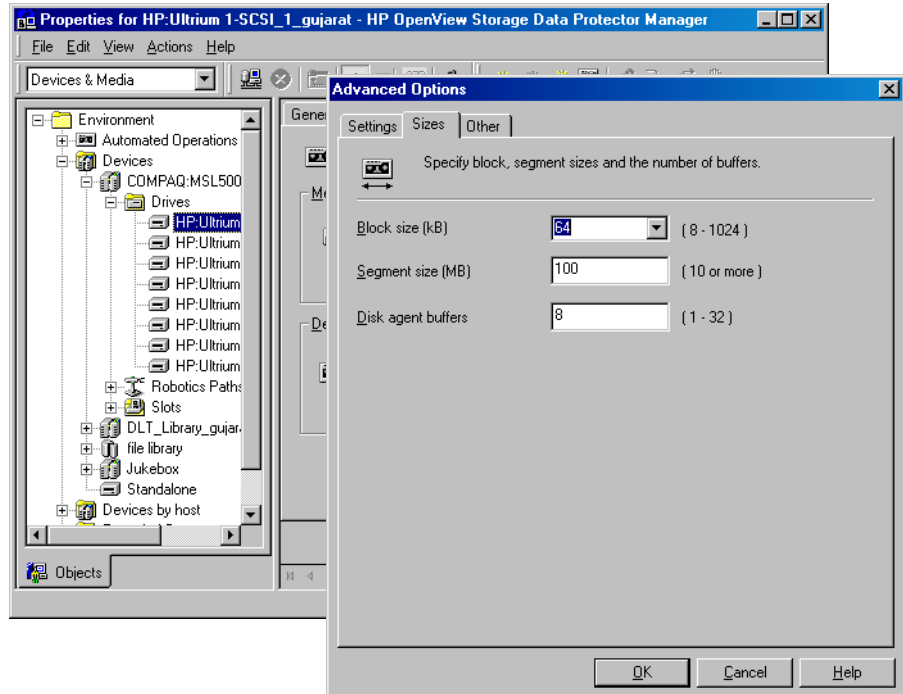 Properties for HP:Ultrium 1-SCSI_1_gujarat - HP OpenView Storage Data Protector Manager
File Edit View Actions Help
Devices & Media
Environment
Automated Operations
Devices
COMPAQ:MSL500
Drives
HP:Ultrium
HP:Ultrium
HP:Ultrium
HP:Ultrium
HP:Ultrium
HP:Ultrium
HP:Ultrium
HP:Ultrium
Robotics Paths
Slots
DLT_Library_gujar
file library
Jukebox
Standalone
Devices by host
Objects
Gener
Me
De
Advanced Options
Settings Sizes Other
Specify block, segment sizes and the number of buffers.
Block size (kB) 64 ( 8 - 1024 )
Segment size (MB) 100 ( 10 or more )
Disk agent buffers 8 ( 1 - 32 )
OK Cancel Help